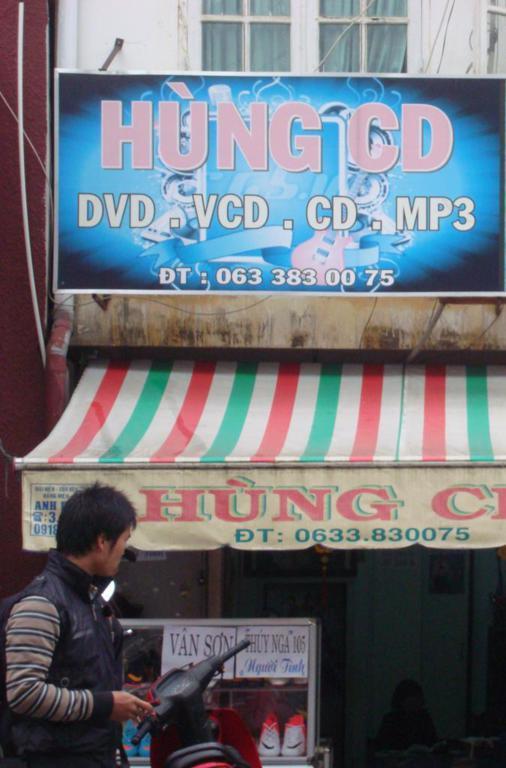 HÙNG CD
DVD . VCD . CD . MP3
ĐT : 063 383 00 75
HÙNG
ĐT: 0633.830075
ANH
VÂN SƠN
THÚY NGA 105
Người Tình